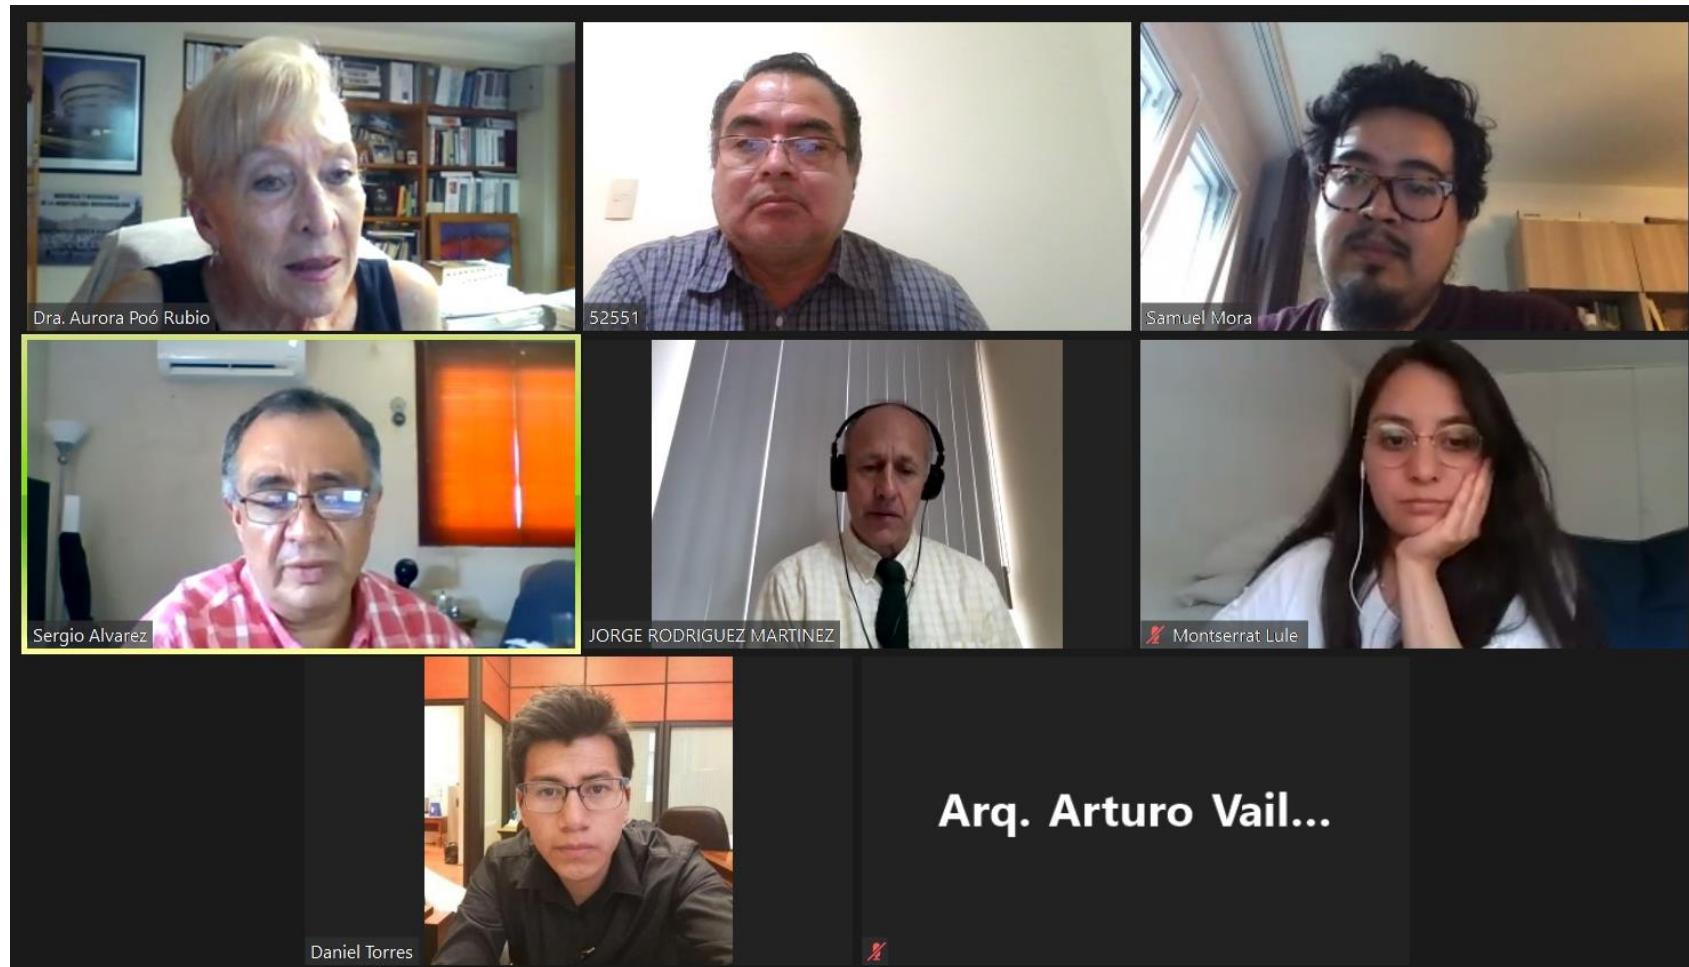 Dra. Aurora Poó Rubio
52551
Samuel Mora
Sergio Alvarez
JORGE RODRIGUEZ MARTINEZ
Montserrat Lule
Daniel Torres
Arq. Arturo Vail...